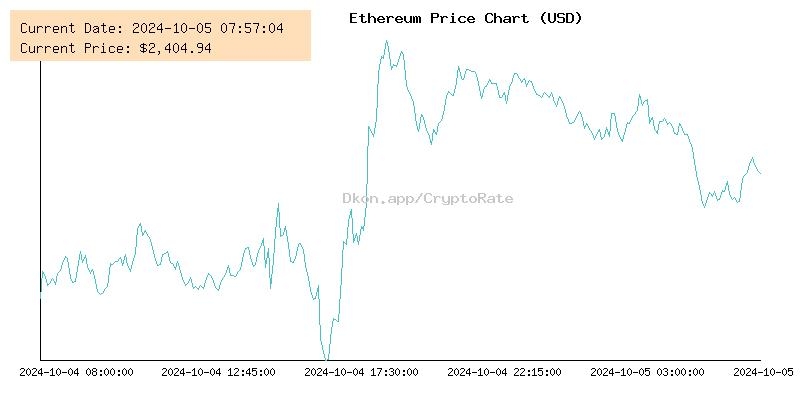 Ethereum Price Chart (USD)
Current Date: 2024-10-05 07:57:04
Current Price: $2,404.94
Dkon.app/CryptoRate
2024-10-04 08:00:00 2024-10-04 12:45:00 2024-10-04 17:30:00 2024-10-04 22:15:00 2024-10-05 03:00:00 2024-10-05